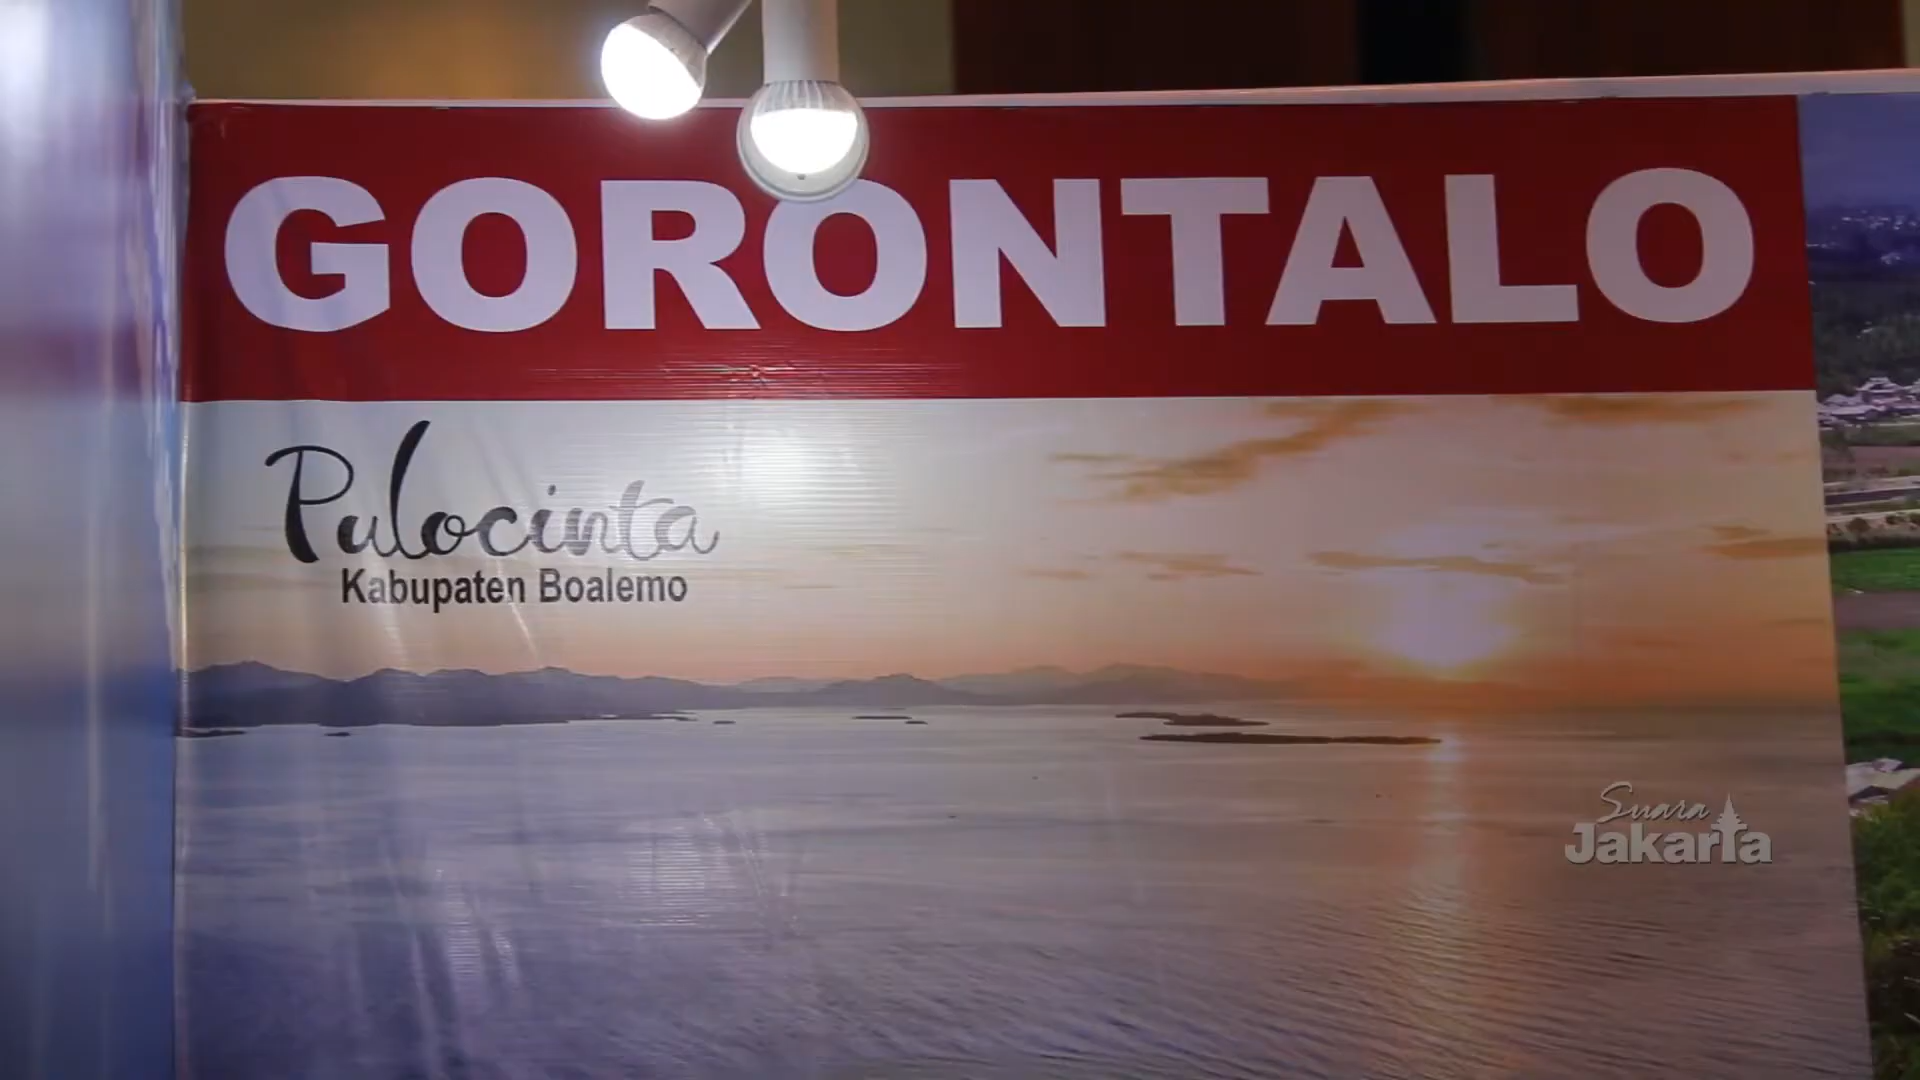 GORONTALO
Pulocinta
Kabupaten Boalemo
Suara
Jakarta